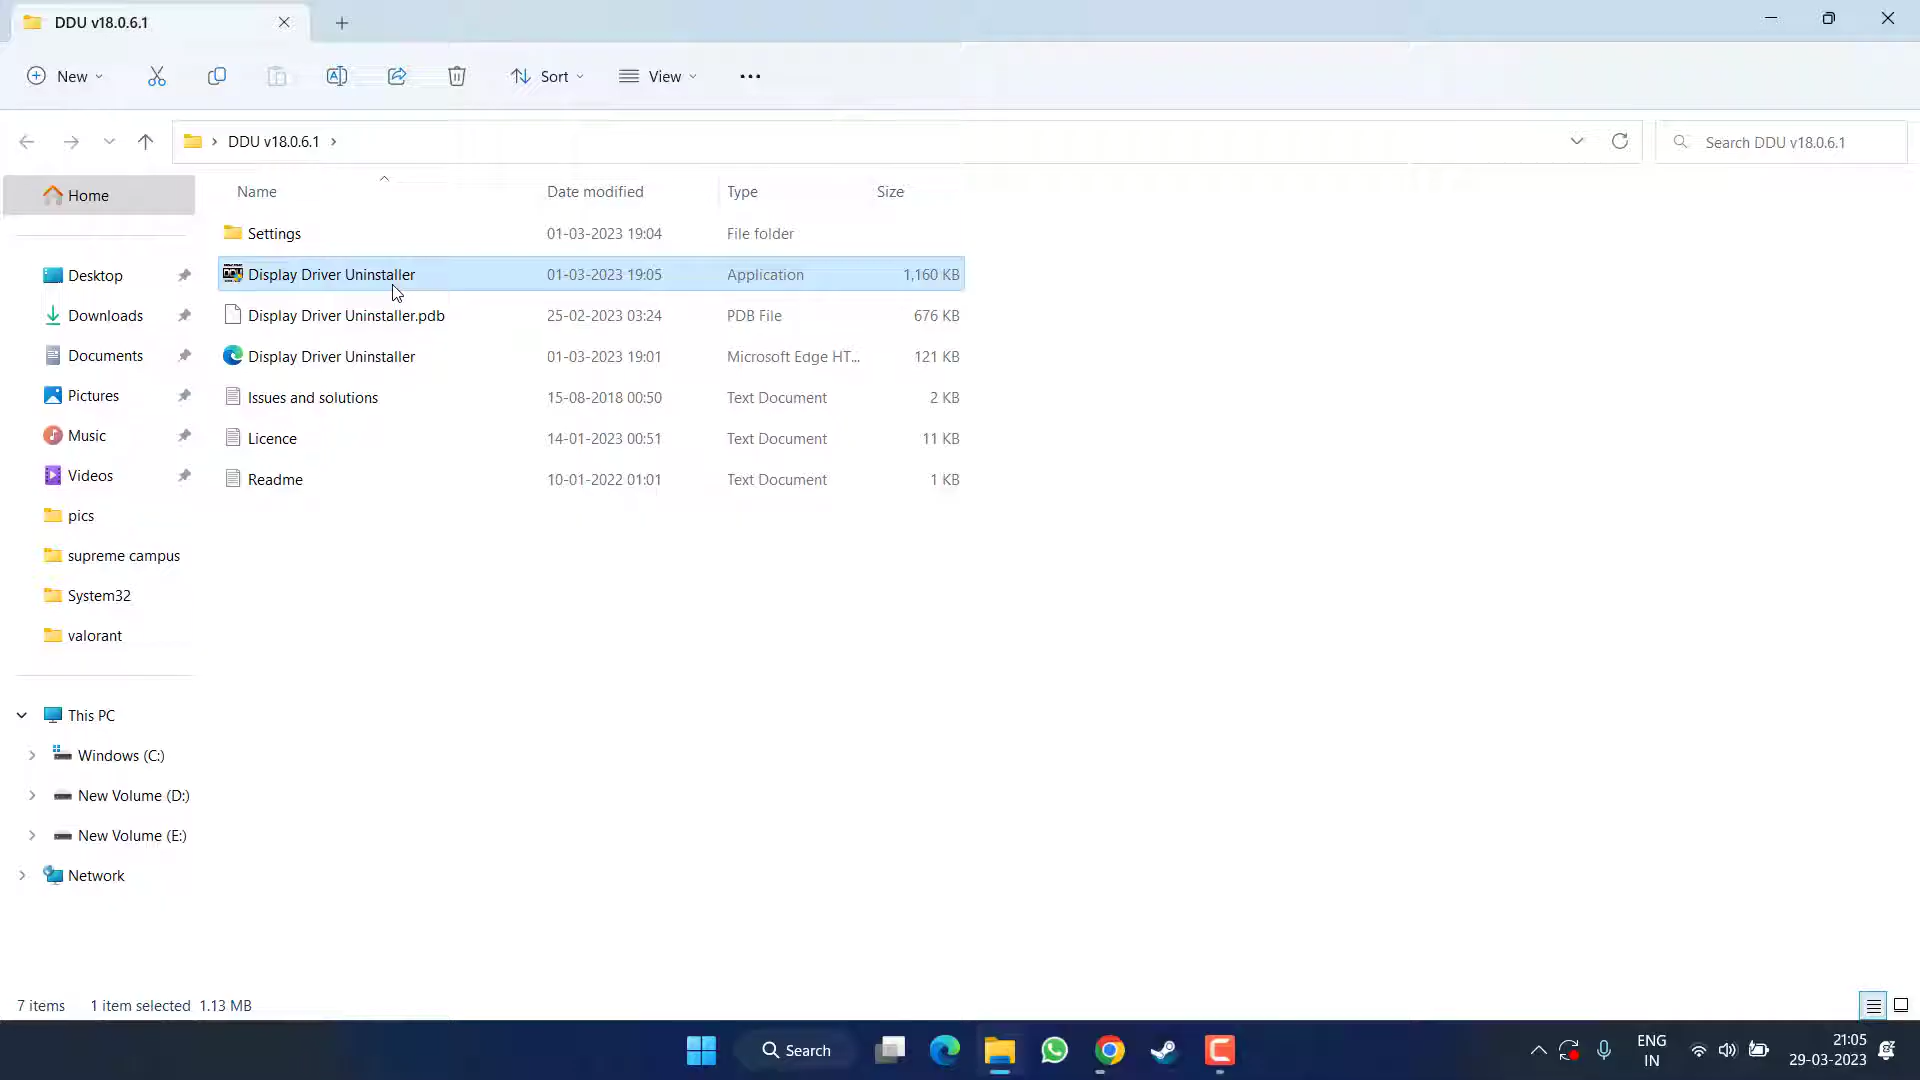 DDU v18.0.6.1
New
Sort
View
DDU v18.0.6.1
Search DDU v18.0.6.1
Home
Name Date modified Type Size
Settings 01-03-2023 19:04 File folder
Display Driver Uninstaller 01-03-2023 19:05 Application 1,160 KB
Display Driver Uninstaller.pdb 25-02-2023 03:24 PDB File 676 KB
Display Driver Uninstaller 01-03-2023 19:01 Microsoft Edge HT... 121 KB
Issues and solutions 15-08-2018 00:50 Text Document 2 KB
Licence 14-01-2023 00:51 Text Document 11 KB
Readme 10-01-2022 01:01 Text Document 1 KB
Desktop
Downloads
Documents
Pictures
Music
Videos
pics
supreme campus
System32
valorant
This PC
Windows (C:)
New Volume (D:)
New Volume (E:)
Network
7 items 1 item selected 1.13 MB
Search
ENG
IN
21:05
29-03-2023